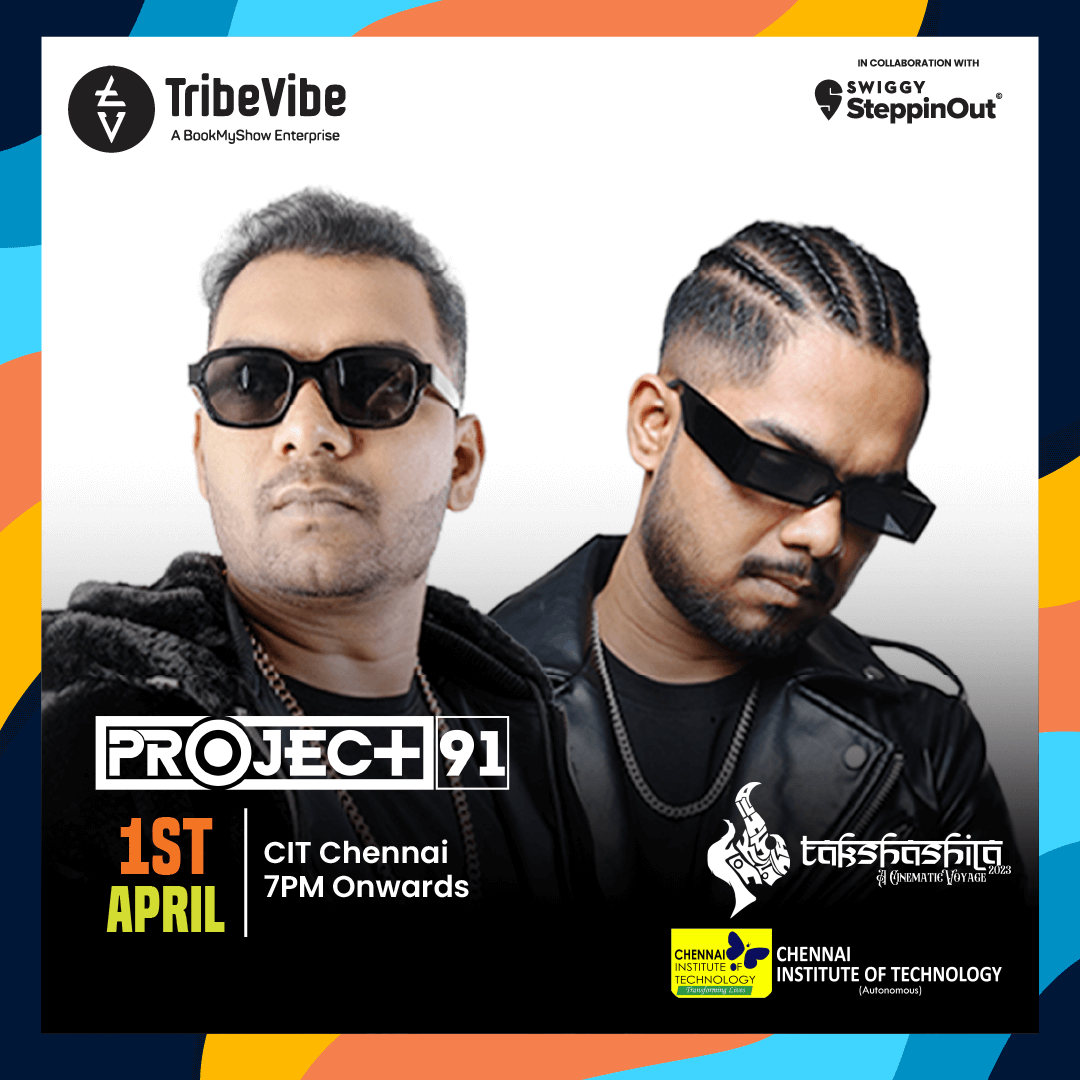 TribeVibe
A BookMyShow Enterprise
IN COLLABORATION WITH
SWIGGY
SteppinOut
©
PROJECT 91
1ST
APRIL
CIT Chennai
7PM Onwards
takshashila
A Cinematic Voyage 2023
CHENNAI
INSTITUTE OF
TECHNOLOGY
Transforming Lives
CHENNAI
INSTITUTE OF TECHNOLOGY
(Autonomous)